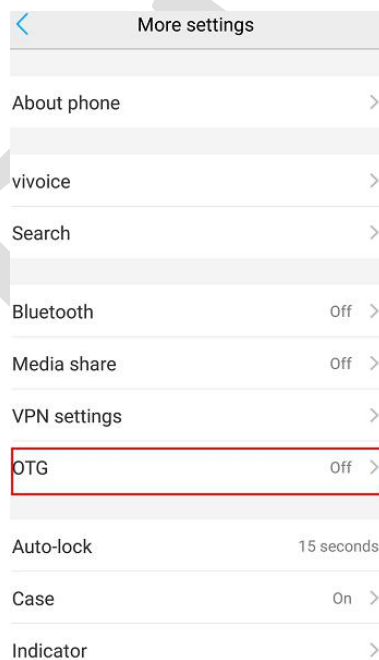 More settings
About phone
vivoice
Search
Bluetooth Off
Media share Off
VPN settings
OTG Off
Auto-lock 15 seconds
Case On
Indicator